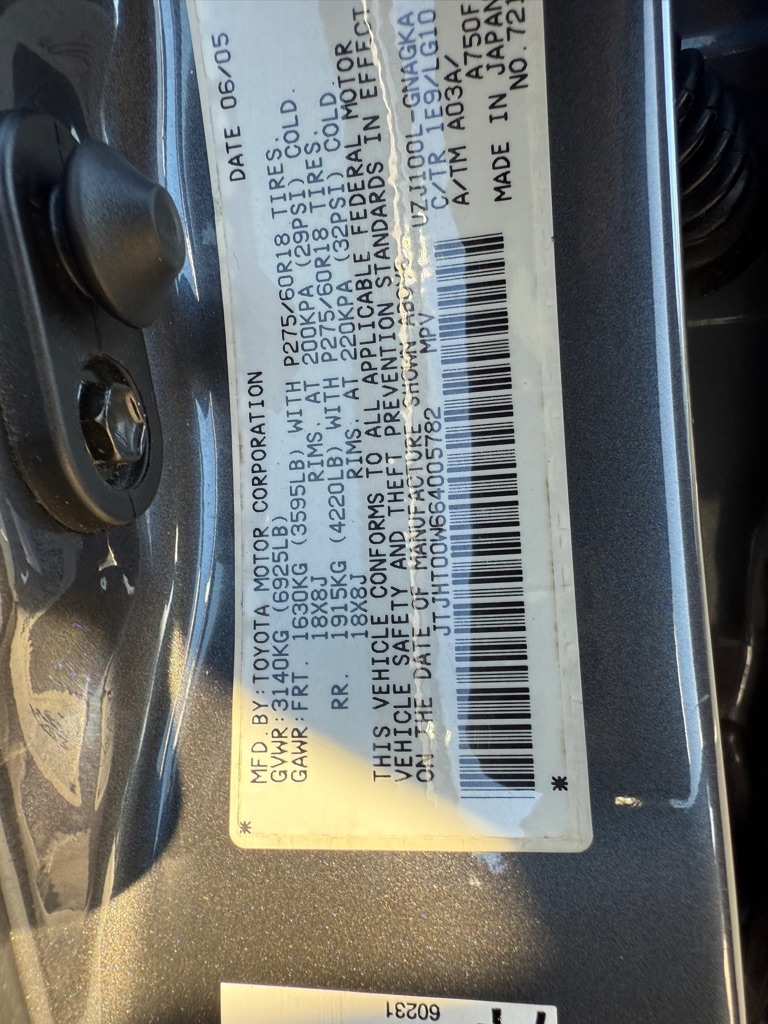 MFD.BY:TOYOTA MOTOR CORPORATION DATE 06/05
GVWR:3140KG (6925LB)
GAWR:FRT. 1630KG (3595LB) WITH P275/60R18 TIRES,
18X8J RIMS, AT 200KPA (29PSI) COLD.
RR. 1915KG (4220LB) WITH P275/60R18 TIRES,
18X8J RIMS, AT 220KPA (32PSI) COLD.
THIS VEHICLE CONFORMS TO ALL APPLICABLE FEDERAL MOTOR
VEHICLE SAFETY AND THEFT PREVENTION STANDARDS IN EFFECT
ON THE DATE OF MANUFACTURE SHOWN ABOVE.
JTJHT00W664005782 MPV UZJ100L-GNAGKA
C/TR 1E9/LG10
A/TM A03A/ A750F
MADE IN JAPAN
NO.721
60231